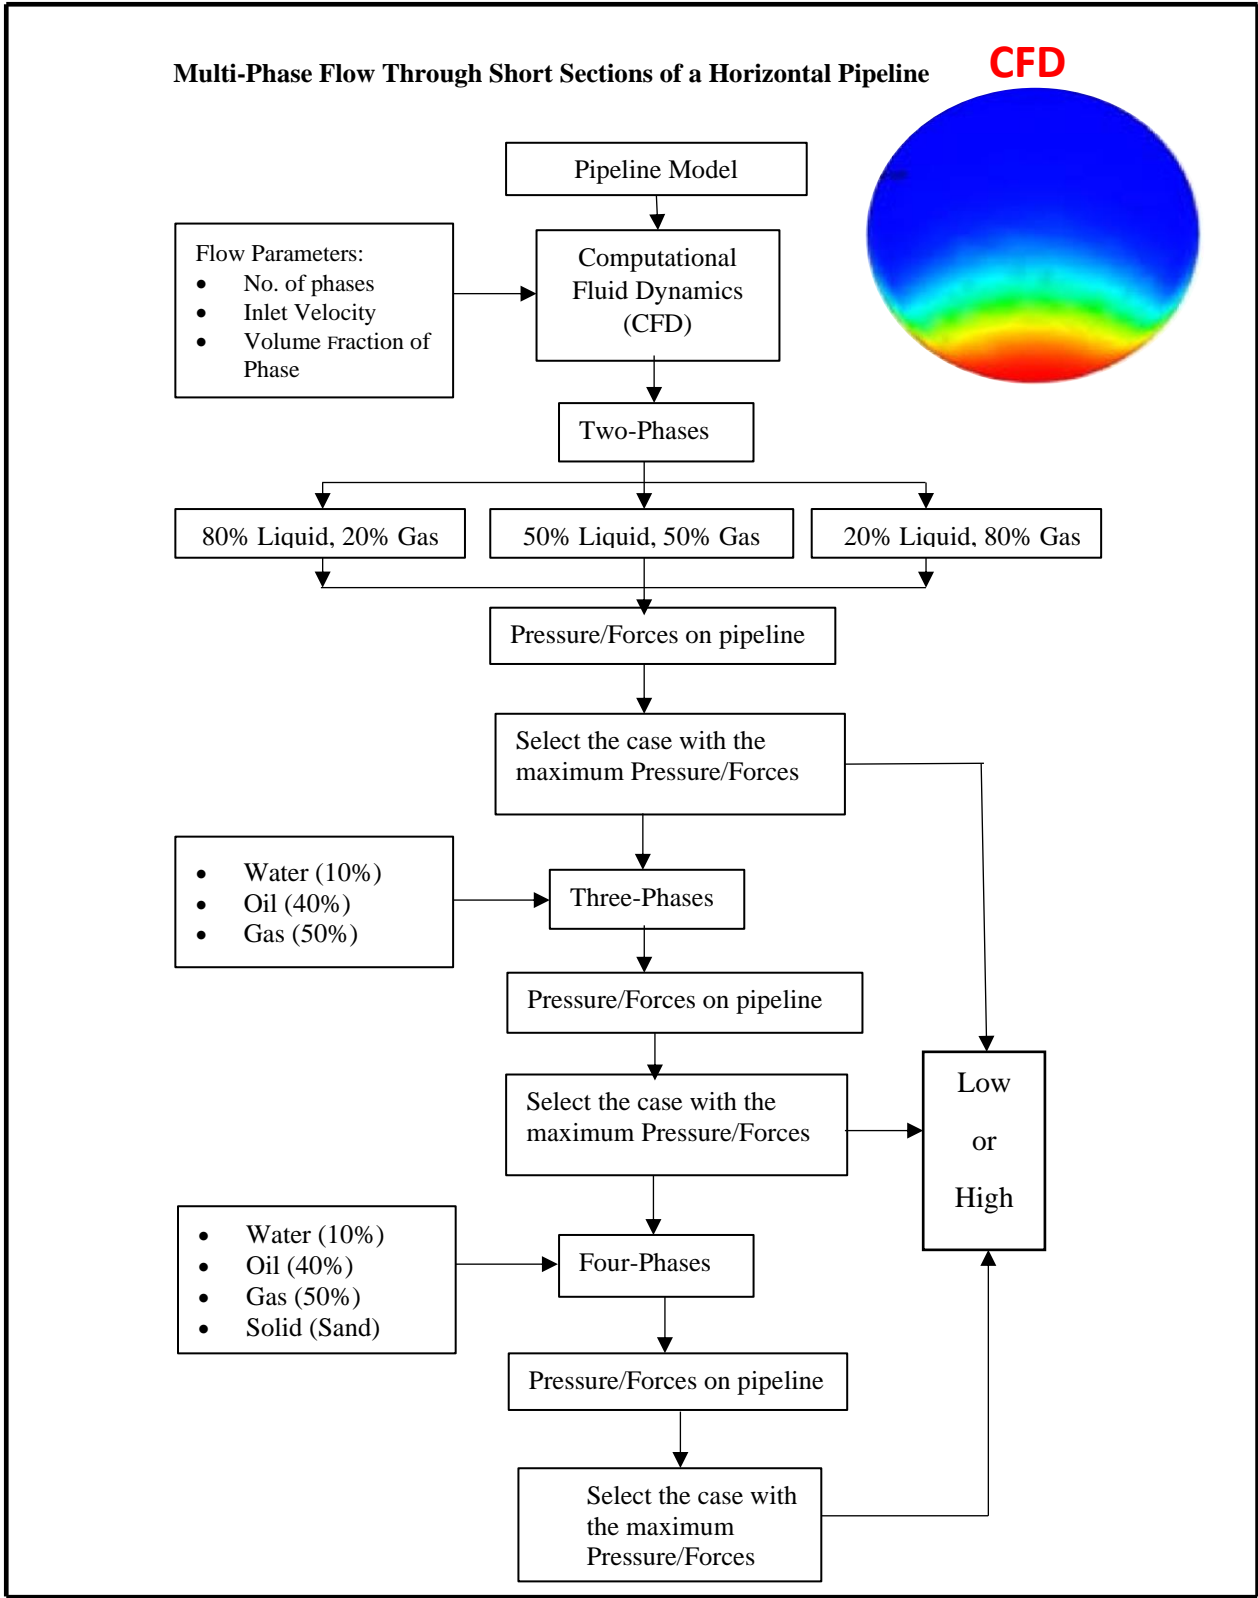 Multi-Phase Flow Through Short Sections of a Horizontal Pipeline
CFD
Pipeline Model
Flow Parameters:
• No. of phases
• Inlet Velocity
• Volume Fraction of
Phase
Computational
Fluid Dynamics
(CFD)
Two-Phases
80% Liquid, 20% Gas
50% Liquid, 50% Gas
20% Liquid, 80% Gas
Pressure/Forces on pipeline
Select the case with the
maximum Pressure/Forces
• Water (10%)
• Oil (40%)
• Gas (50%)
Three-Phases
Pressure/Forces on pipeline
Select the case with the
maximum Pressure/Forces
Low
or
High
• Water (10%)
• Oil (40%)
• Gas (50%)
• Solid (Sand)
Four-Phases
Pressure/Forces on pipeline
Select the case with
the maximum
Pressure/Forces